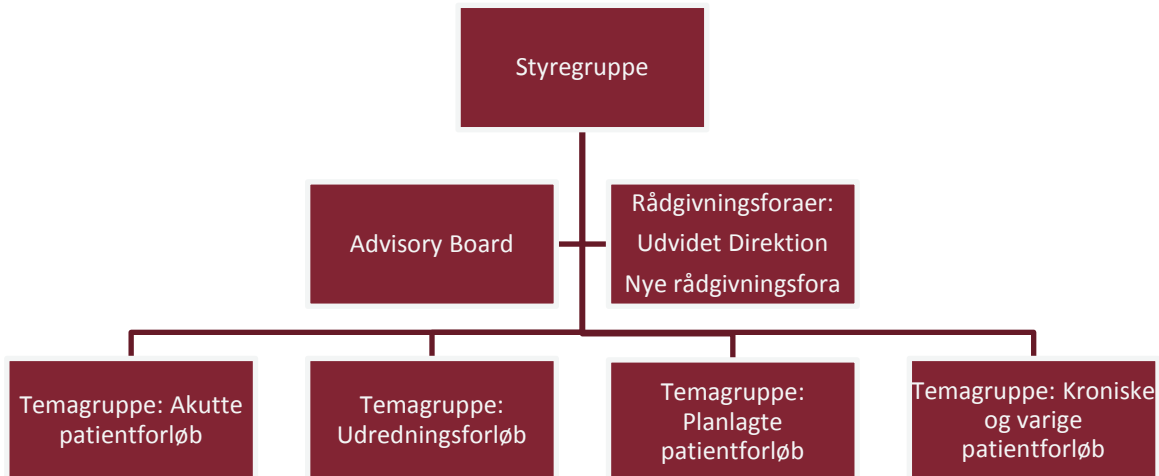 Styregruppe
Advisory Board
Rådgivningsforaer:
Udvidet Direktion
Nye rådgivningsfora
Temagruppe: Akutte
patientforløb
Temagruppe:
Udredningsforløb
Temagruppe:
Planlagte
patientforløb
Temagruppe: Kroniske
og varige
patientforløb